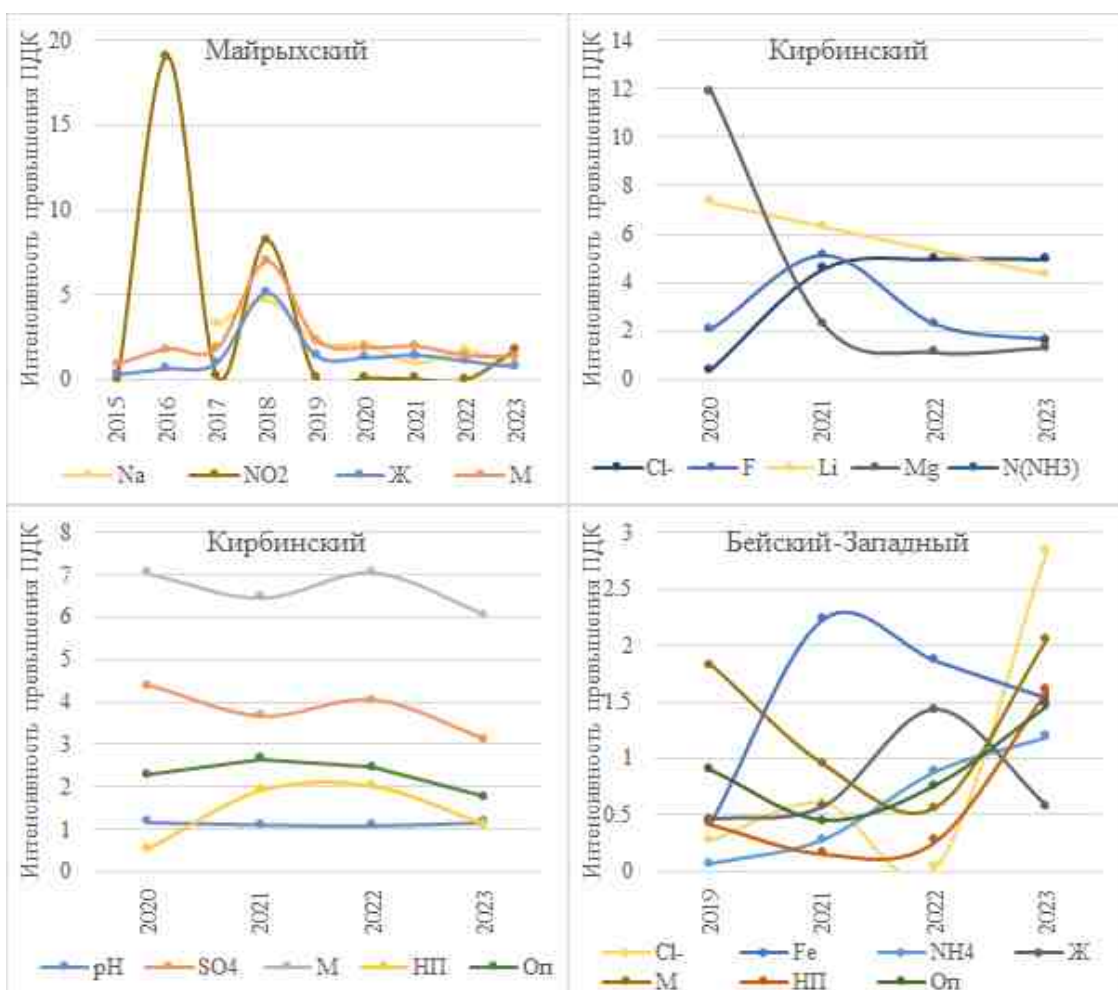 Майрыхский
Интенсивность превышения ПДК
20
15
10
5
0
2015 2016 2017 2018 2019 2020 2021 2022 2023
Na NO2 Ж М
Кирбинский
Интенсивность превышения ПДК
14
12
10
8
6
4
2
0
2020 2021 2022 2023
Cl- F Li Mg N(NH3)
Кирбинский
Интенсивность превышения ПДК
8
7
6
5
4
3
2
1
0
2020 2021 2022 2023
pH SO4 М НП Оп
Бейский-Западный
Интенсивность превышения ПДК
3
2.5
2
1.5
1
0.5
0
2019 2021 2022 2023
Cl- Fe NH4 Ж
М НП Оп